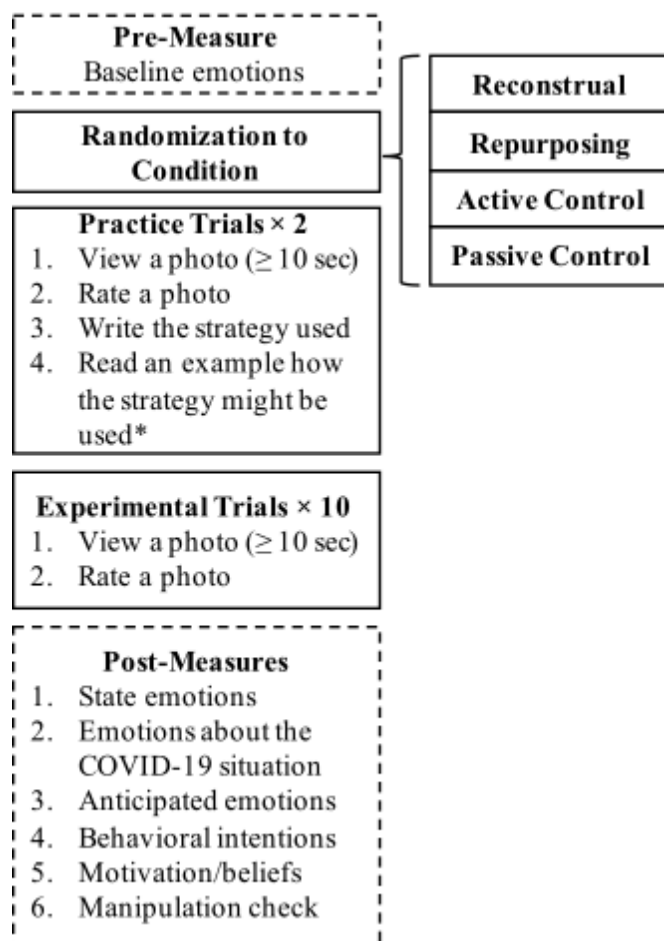 Pre-Measure
Baseline emotions
Randomization to
Condition
Reconstrual
Repurposing
Active Control
Passive Control
Practice Trials × 2
1. View a photo (≥ 10 sec)
2. Rate a photo
3. Write the strategy used
4. Read an example how
the strategy might be
used*
Experimental Trials × 10
1. View a photo (≥ 10 sec)
2. Rate a photo
Post-Measures
1. State emotions
2. Emotions about the
COVID-19 situation
3. Anticipated emotions
4. Behavioral intentions
5. Motivation/beliefs
6. Manipulation check